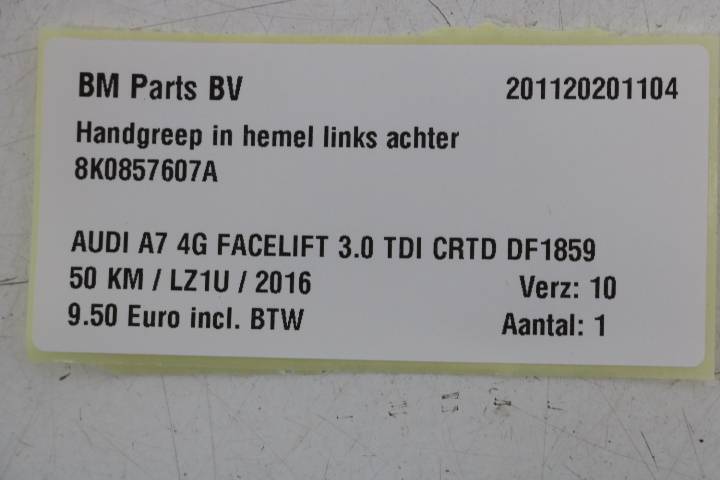 BM Parts BV 201120201104
Handgreep in hemel links achter
8K0857607A
AUDI A7 4G FACELIFT 3.0 TDI CRTD DF1859
50 KM / LZ1U / 2016 Verz: 10
9.50 Euro incl. BTW Aantal: 1